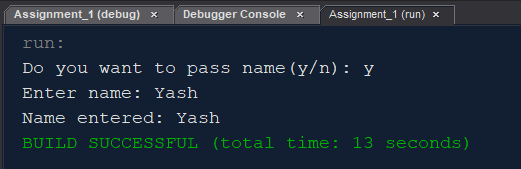 Assignment_1 (debug) × Debugger Console × Assignment_1 (run) ×
run:
Do you want to pass name(y/n): y
Enter name: Yash
Name entered: Yash
BUILD SUCCESSFUL (total time: 13 seconds)